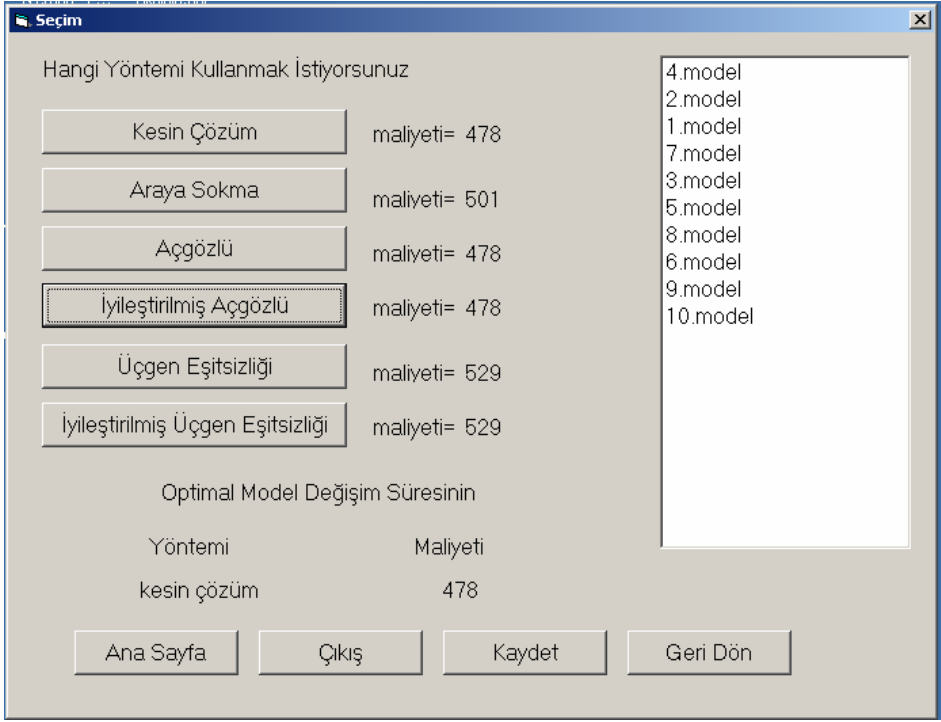 Seçim
Hangi Yöntemi Kullanmak İstiyorsunuz
Kesin Çözüm
maliyeti= 478
Araya Sokma
maliyeti= 501
Açgözlü
maliyeti= 478
İyileştirilmiş Açgözlü
maliyeti= 478
Üçgen Eşitsizliği
maliyeti= 529
İyileştirilmiş Üçgen Eşitsizliği
maliyeti= 529
4.model
2.model
1.model
7.model
3.model
5.model
8.model
6.model
9.model
10.model
Optimal Model Değişim Süresinin
Yöntemi Maliyeti
kesin çözüm 478
Ana Sayfa
Çıkış
Kaydet
Geri Dön